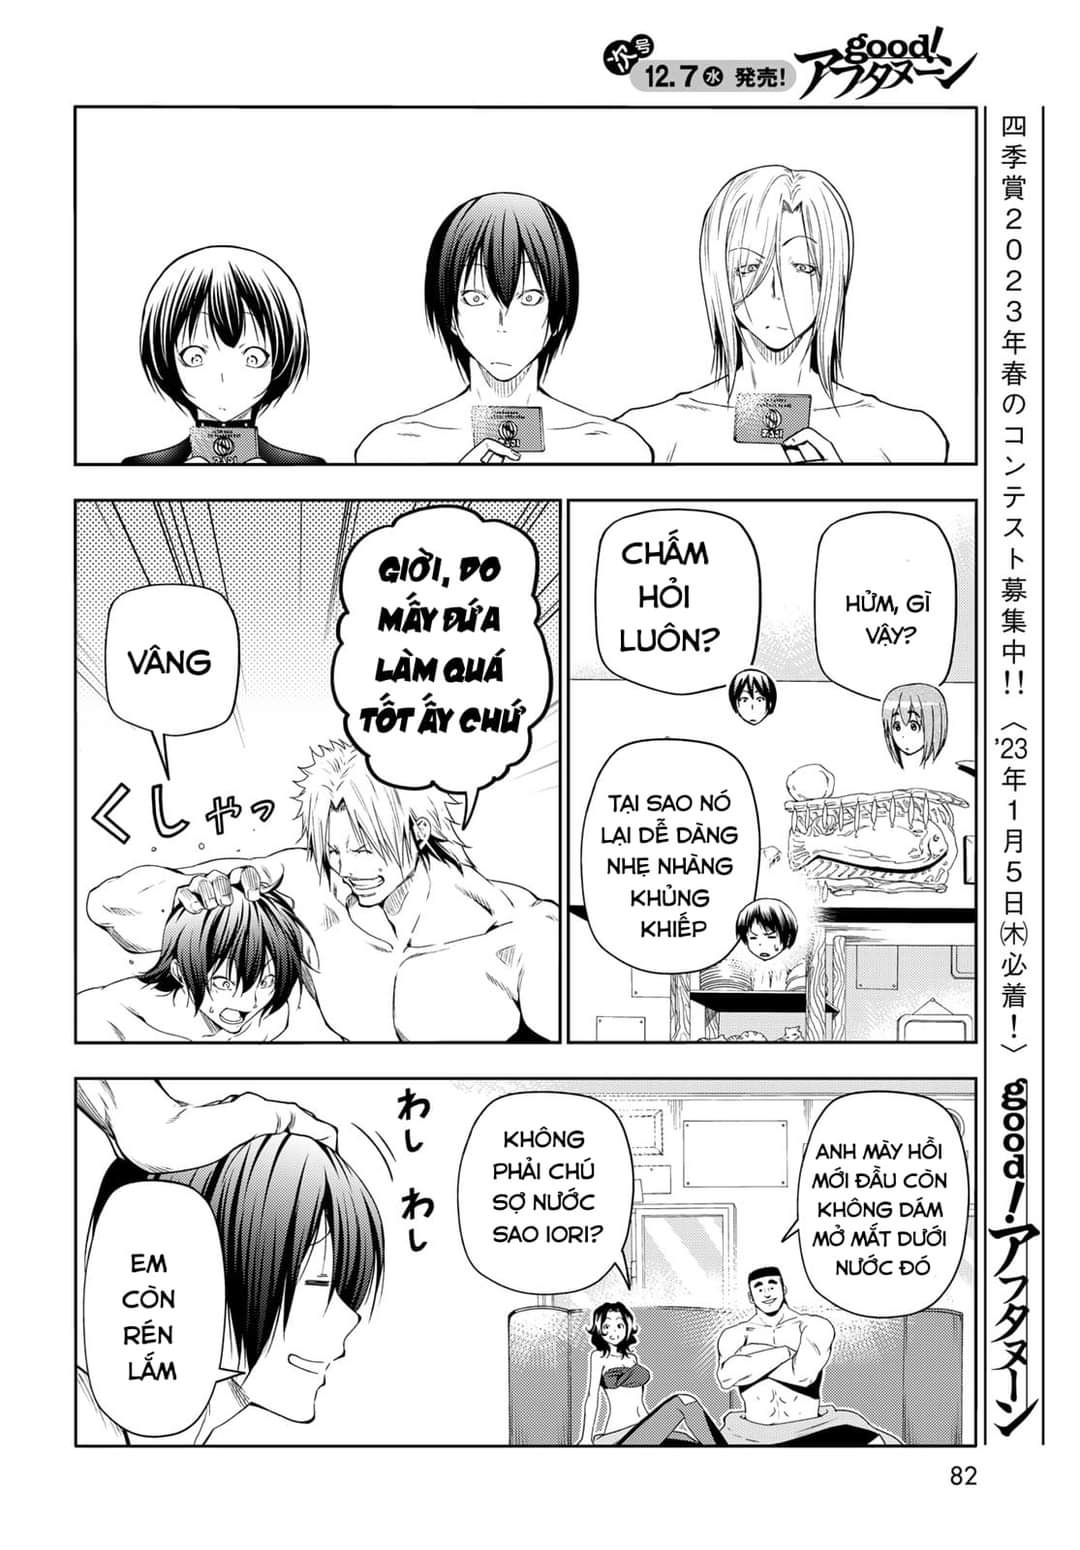 次号
12.7水 発売!
good!
アフタヌーン
四季賞2023年春のコンテスト募集中!!〈'23年1月5日㈭必着!〉
good!アフタヌーン
HỬM, GÌ
VẬY?
CHẤM
HỎI
LUÔN?
TẠI SAO NÓ
LẠI DỄ DÀNG
NHẸ NHÀNG
KHỦNG
KHIẾP
GIỜI, DO
MẤY ĐỨA
LÀM QUÁ
TỐT ẤY CHỨ
VÂNG
くしゃっ
ANH MÀY HỒI
MỚI ĐẦU CÒN
KHÔNG DÁM
MỞ MẮT DƯỚI
NƯỚC ĐÓ
KHÔNG
PHẢI CHÚ
SỢ NƯỚC
SAO IORI?
わしわし
EM
CÒN
RÉN
LẮM
82